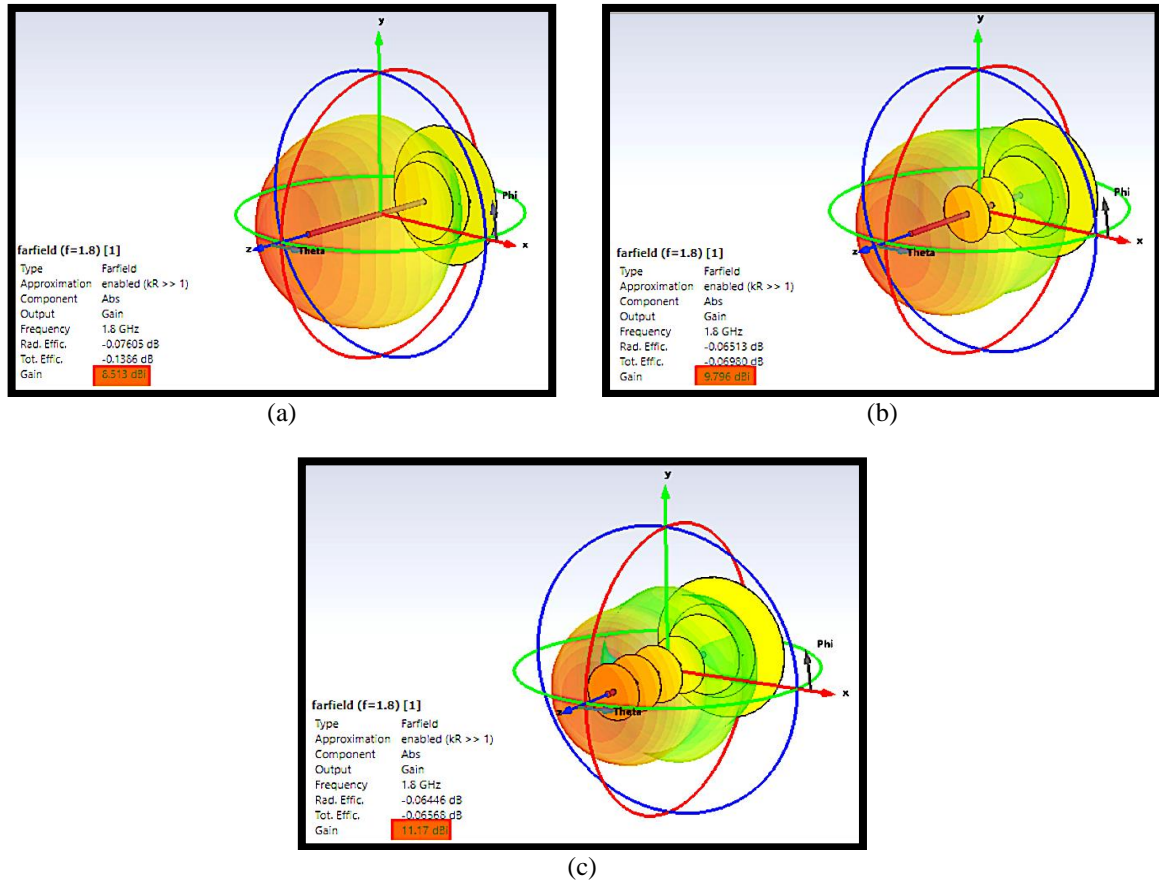 y
Phi
x
z
Theta
farfield (f=1.8) [1]
Type Farfield
Approximation enabled (kR >> 1)
Component Abs
Output Gain
Frequency 1.8 GHz
Rad. Effic. -0.07605 dB
Tot. Effic. -0.1386 dB
Gain 8.513 dBi
(a)
y
Phi
x
z
Theta
farfield (f=1.8) [1]
Type Farfield
Approximation enabled (kR >> 1)
Component Abs
Output Gain
Frequency 1.8 GHz
Rad. Effic. -0.06513 dB
Tot. Effic. -0.06980 dB
Gain 9.796 dBi
(b)
y
Phi
x
z
Theta
farfield (f=1.8) [1]
Type Farfield
Approximation enabled (kR >> 1)
Component Abs
Output Gain
Frequency 1.8 GHz
Rad. Effic. -0.06446 dB
Tot. Effic. -0.06568 dB
Gain 11.17 dBi
(c)